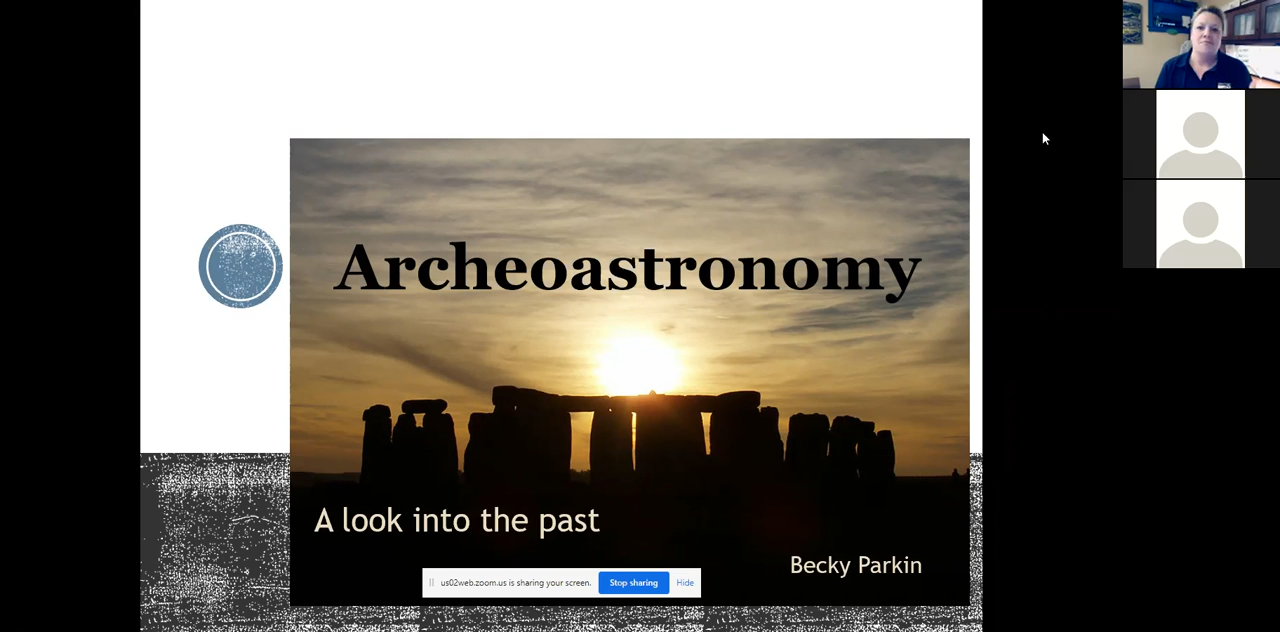 Archeoastronomy
A look into the past
Becky Parkin
us02web.zoom.us is sharing your screen. Stop sharing Hide